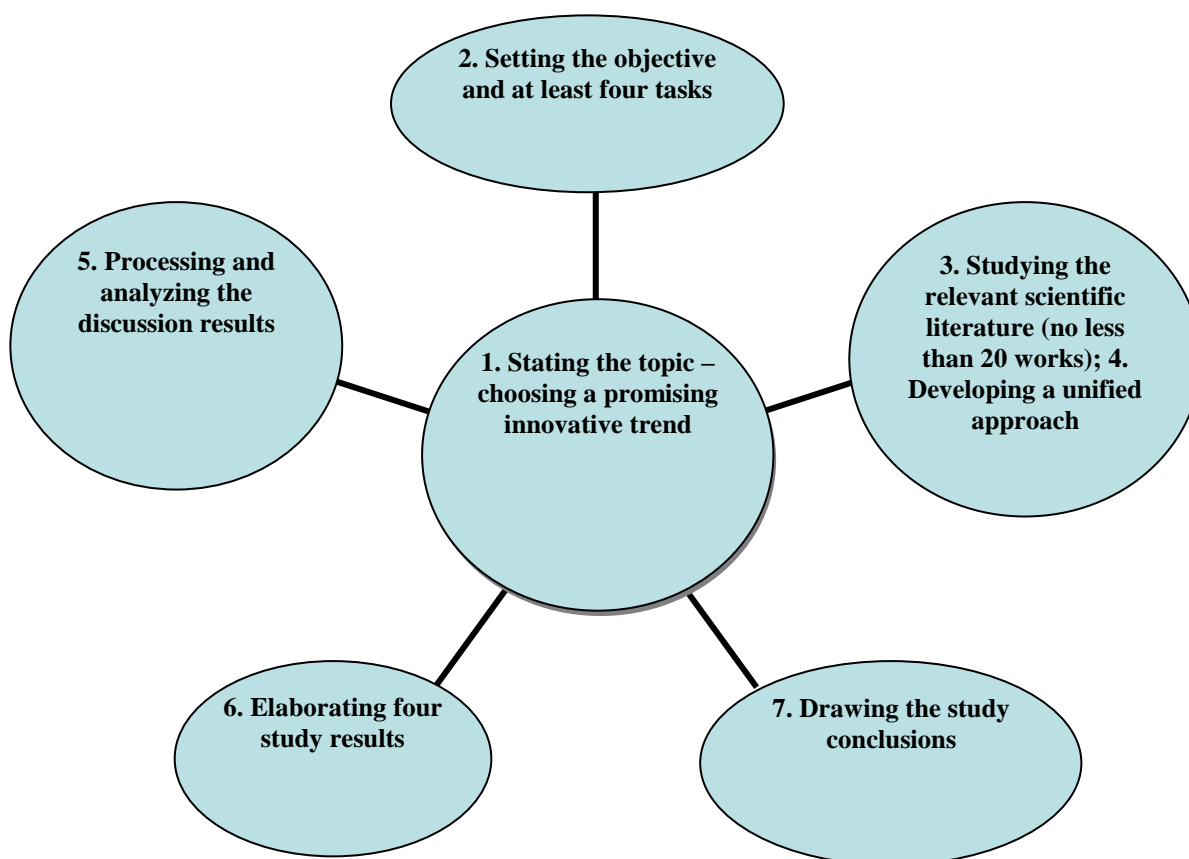 2. Setting the objective
and at least four tasks
5. Processing and
analyzing the
discussion results
3. Studying the
relevant scientific
literature (no less
than 20 works); 4.
Developing a unified
approach
1. Stating the topic –
choosing a promising
innovative trend
6. Elaborating four
study results
7. Drawing the study
conclusions